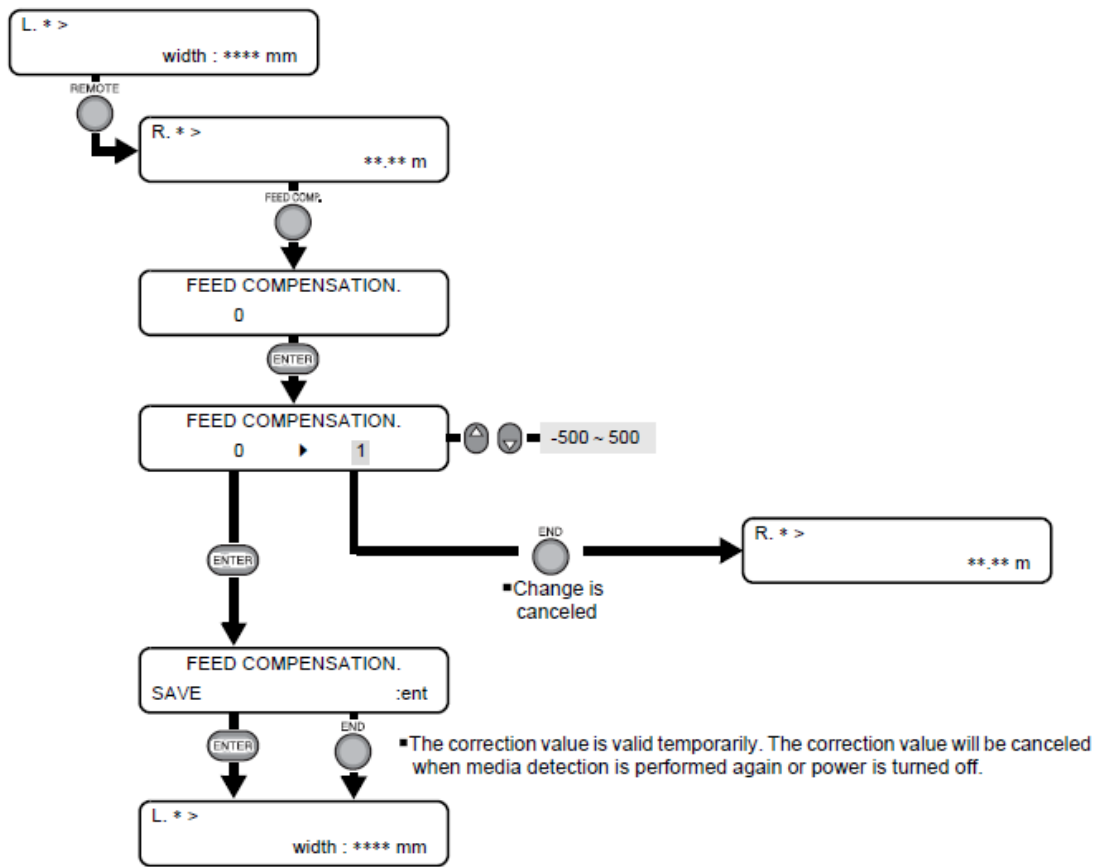 L. * >
width : **** mm
REMOTE
R. * >
**.** m
FEED COMP.
FEED COMPENSATION.
0
ENTER
FEED COMPENSATION.
0 ▶ 1
-500 ~ 500
ENTER
END
▪Change is
canceled
R. * >
**.** m
FEED COMPENSATION.
SAVE :ent
ENTER
END
▪The correction value is valid temporarily. The correction value will be canceled
when media detection is performed again or power is turned off.
L. * >
width : **** mm